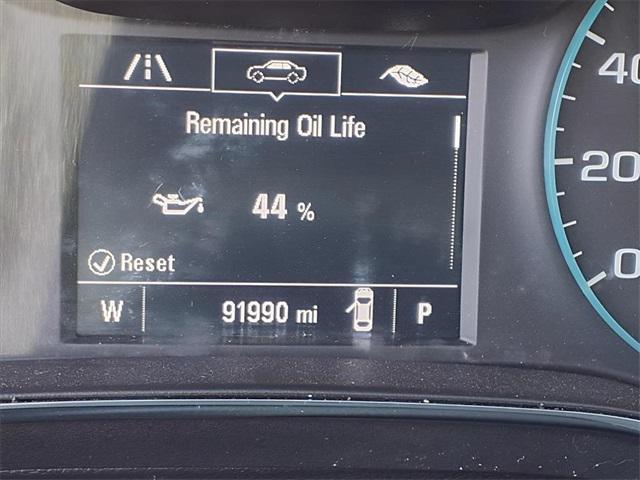 Remaining Oil Life
44 %
Reset
W 91990 mi P
40
20
0